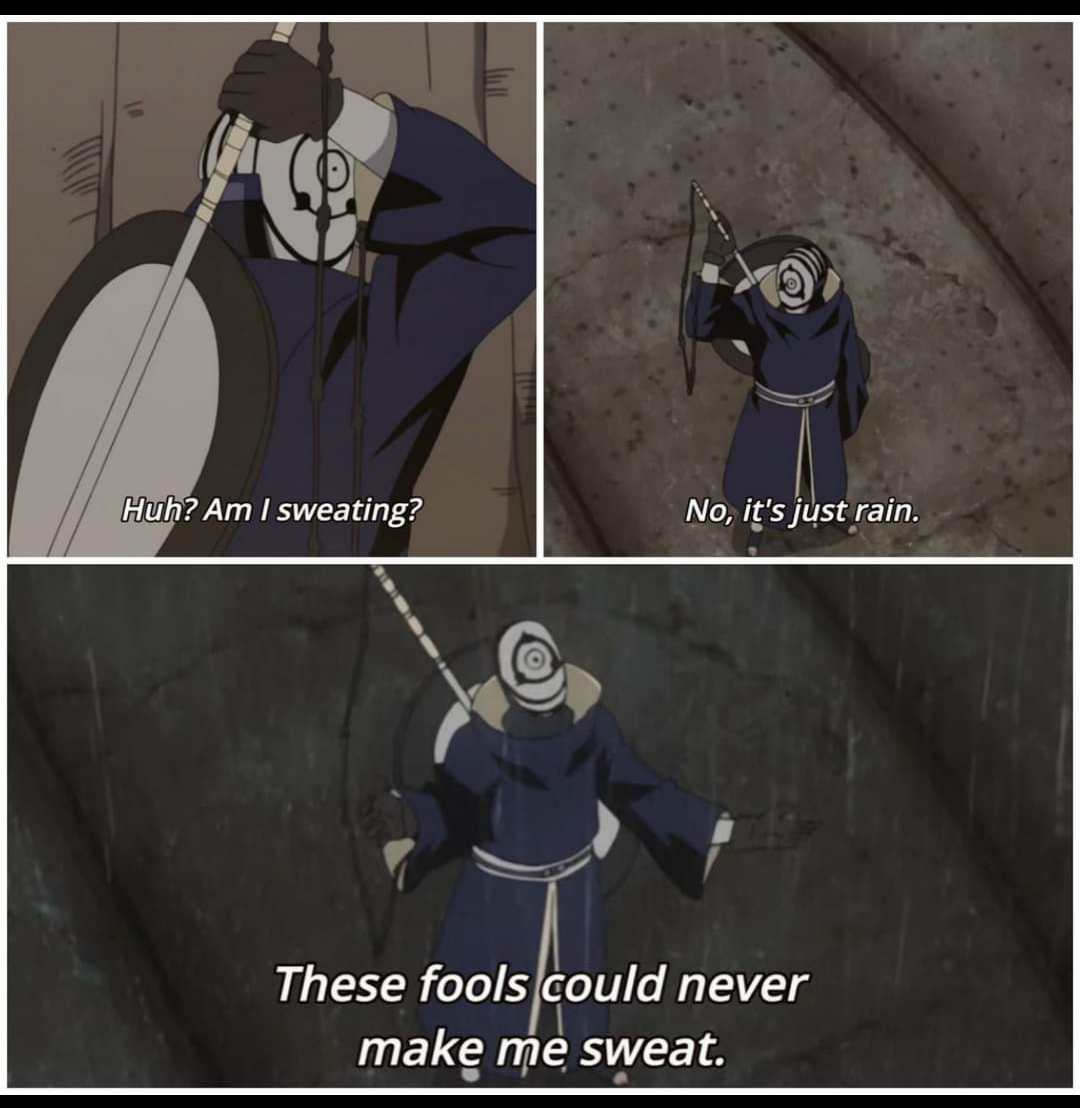 Huh? Am I sweating?
No, it's just rain.
These fools could never
make me sweat.